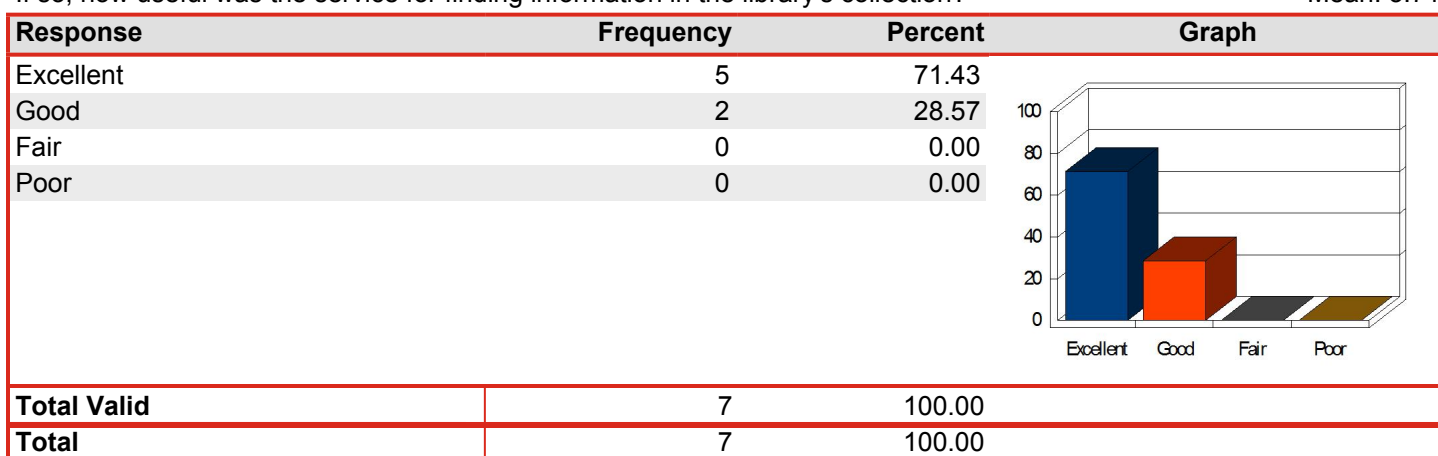 Response Frequency Percent Graph
Excellent 5 71.43
Good 2 28.57
Fair 0 0.00
Poor 0 0.00
100
80
60
40
20
0
Excellent Good Fair Poor
Total Valid 7 100.00
Total 7 100.00